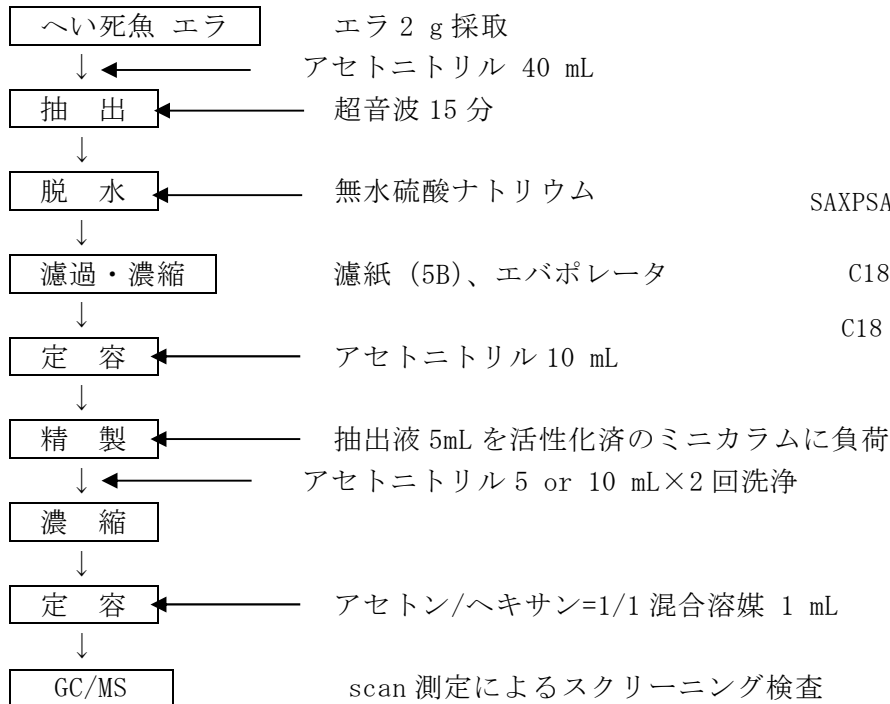 へい死魚 エラ エラ 2 g 採取
↓ アセトニトリル 40 mL
抽 出 超音波 15 分
↓
脱 水 無水硫酸ナトリウム SAXPSA
↓
濾過・濃縮 濾紙 (5B)、エバポレータ C18
↓ C18
定 容 アセトニトリル 10 mL
↓
精 製 抽出液 5mL を活性化済のミニカラムに負荷
↓ アセトニトリル 5 or 10 mL×2 回洗浄
濃 縮
↓
定 容 アセトン/ヘキサン=1/1 混合溶媒 1 mL
↓
GC/MS scan 測定によるスクリーニング検査